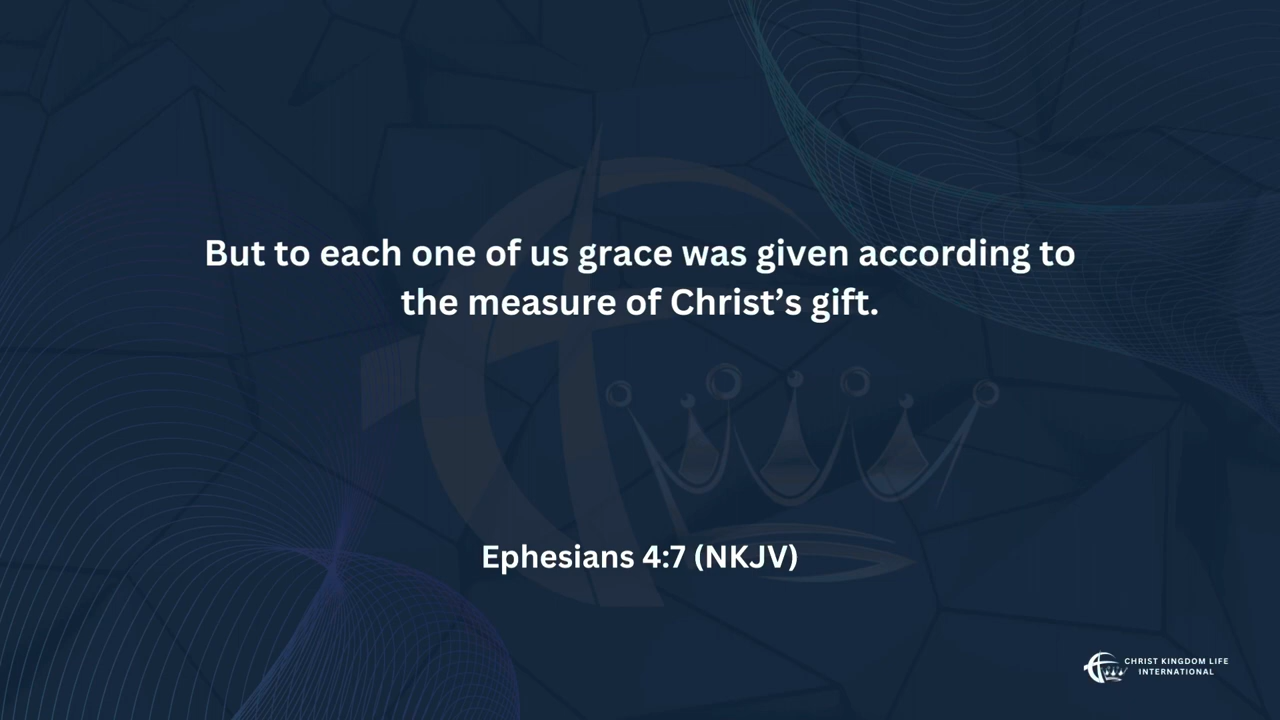 But to each one of us grace was given according to
the measure of Christ’s gift.
Ephesians 4:7 (NKJV)
CHRIST KINGDOM LIFE
INTERNATIONAL